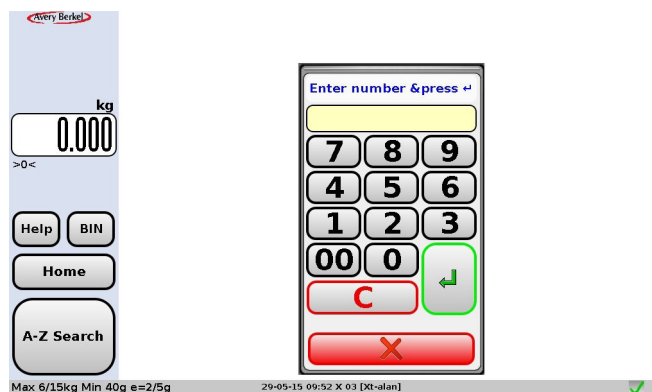 Avery Berkel
kg
0.000
>0<
Help BIN
Home
A-Z Search
Enter number &press ↵
7 8 9
4 5 6
1 2 3
00 0 ↵
C
Max 6/15kg Min 40g e=2/5g 29-05-15 09:52 X 03 [Xt-alan]